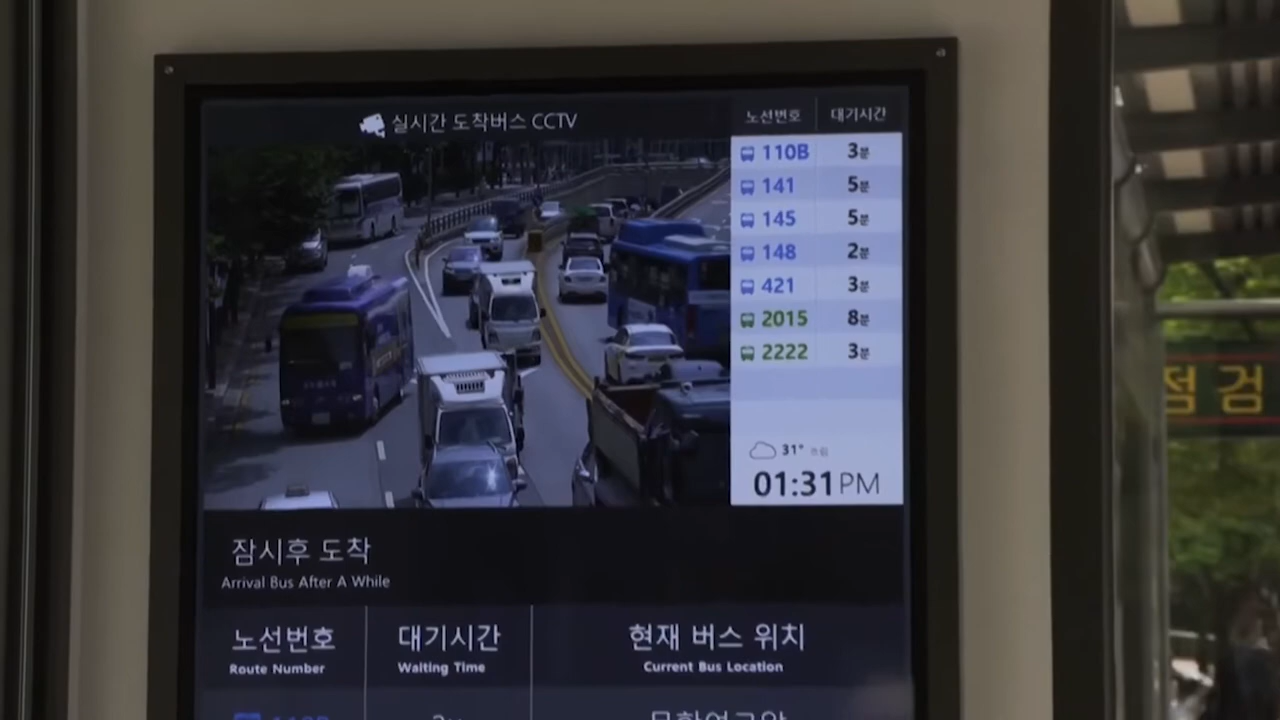 실시간 도착버스 CCTV
노선번호 대기시간
110B 3분
141 5분
145 5분
148 2분
421 3분
2015 8분
2222 3분
31° 흐림
01:31PM
점검
잠시후 도착
Arrival Bus After A While
노선번호 대기시간 현재 버스 위치
Route Number Waiting Time Current Bus Location